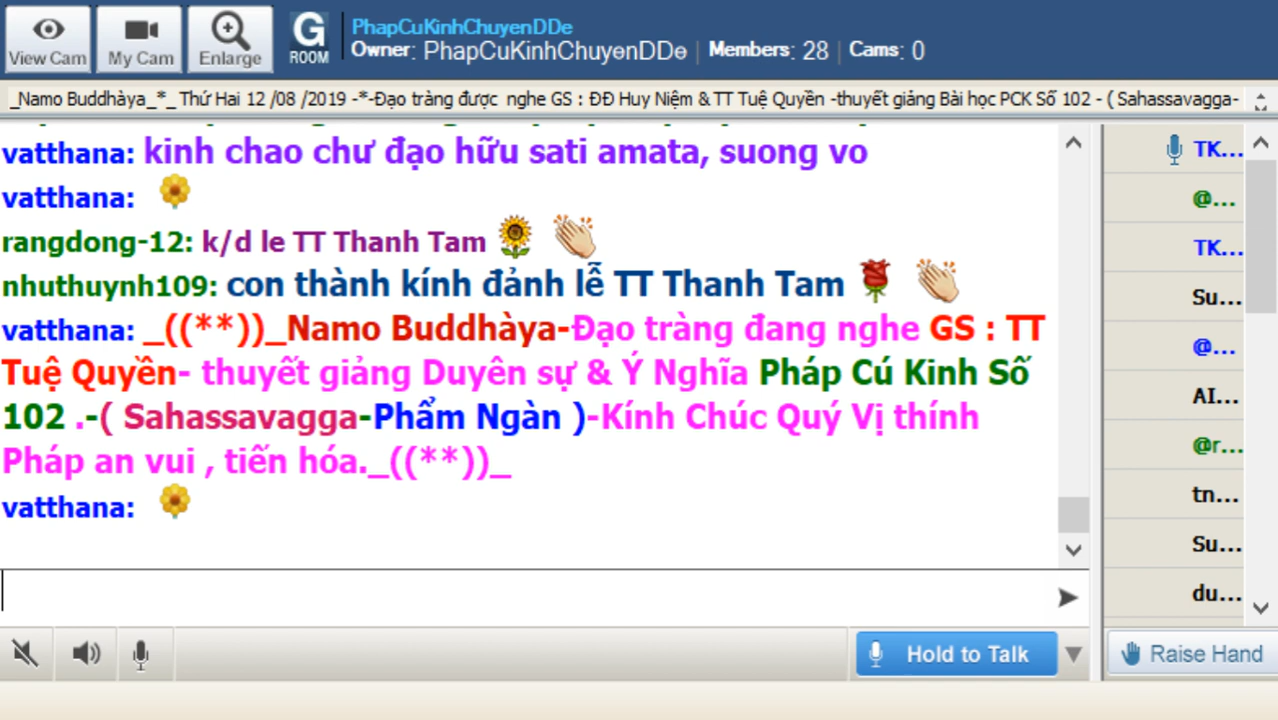 PhapCuKinhChuyenDDe
View Cam My Cam Enlarge G ROOM Owner: PhapCuKinhChuyenDDe | Members: 28 | Cams: 0
_Namo Buddhàya_*_ Thứ Hai 12 /08 /2019 -*-Đạo tràng được nghe GS : ĐĐ Huy Niệm & TT Tuệ Quyền -thuyết giảng Bài học PCK Số 102 - ( Sahassavagga-
vatthana: kinh chao chư đạo hữu sati amata, suong vo
vatthana:
rangdong-12: k/d le TT Thanh Tam
nhuthuynh109: con thành kính đảnh lễ TT Thanh Tam
vatthana: _((**))_Namo Buddhàya-Đạo tràng đang nghe GS : TT
Tuệ Quyền- thuyết giảng Duyên sự & Ý Nghĩa Pháp Cú Kinh Số
102 .-( Sahassavagga-Phẩm Ngàn )-Kính Chúc Quý Vị thính
Pháp an vui , tiến hóa._((**))_
vatthana:
TK...
@...
TK...
Su...
@...
AI...
@r...
tn...
Su...
du...
Hold to Talk
Raise Hand